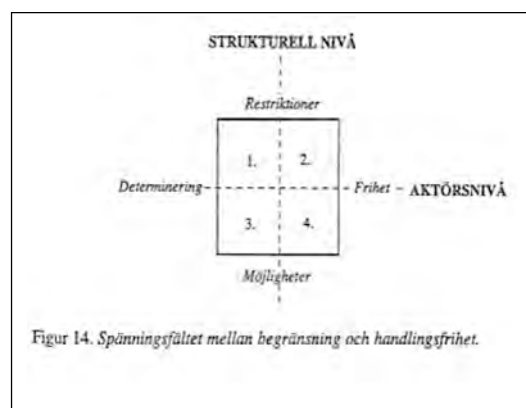 STRUKTURELL NIVÅ
Restriktioner
1. 2.
Determinering Frihet AKTÖRSNIVÅ
3. 4.
Möjligheter
Figur 14. Spänningsfältet mellan begränsning och handlingsfrihet.